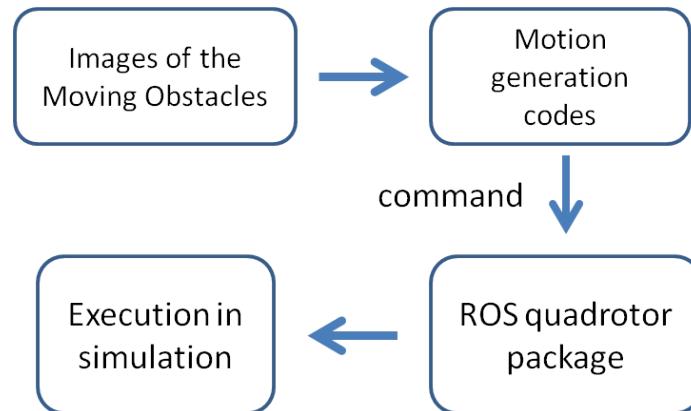 Images of the
Moving Obstacles
Motion
generation
codes
command
Execution in
simulation
ROS quadrotor
package